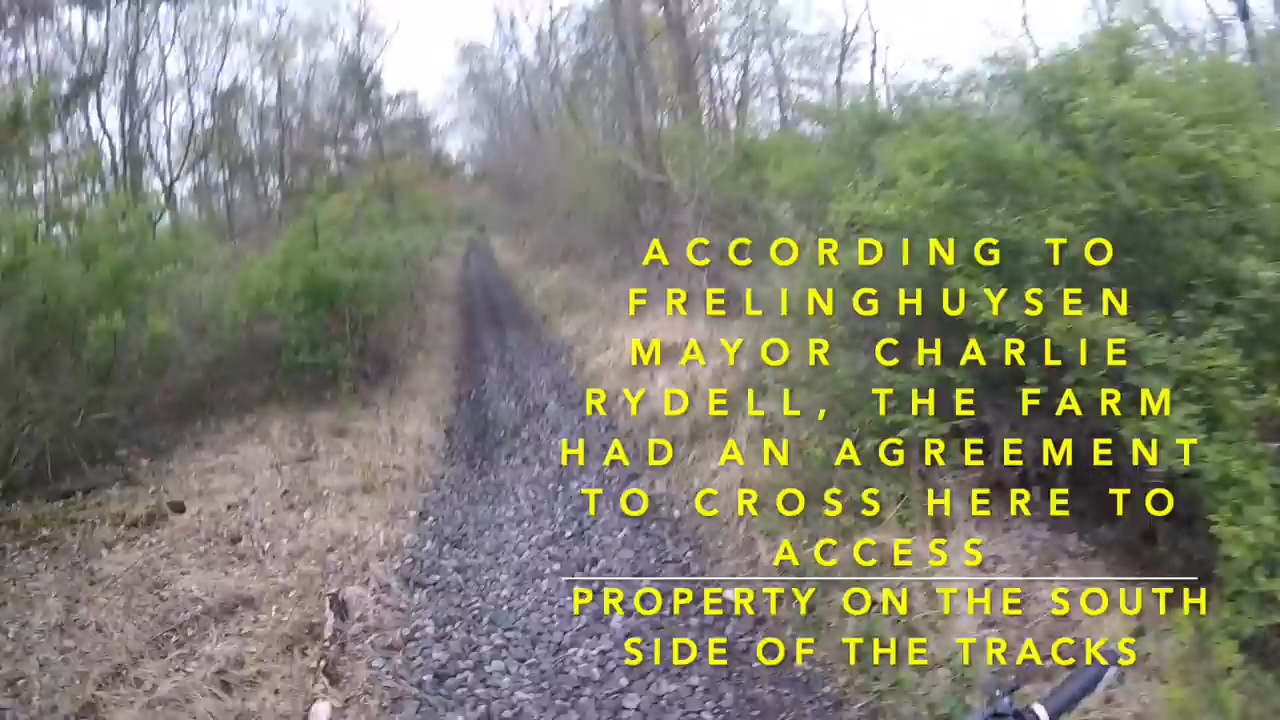 ACCORDING TO
FRELINGHUYSEN
MAYOR CHARLIE
RYDELL, THE FARM
HAD AN AGREEMENT
TO CROSS HERE TO
ACCESS
PROPERTY ON THE SOUTH
SIDE OF THE TRACKS